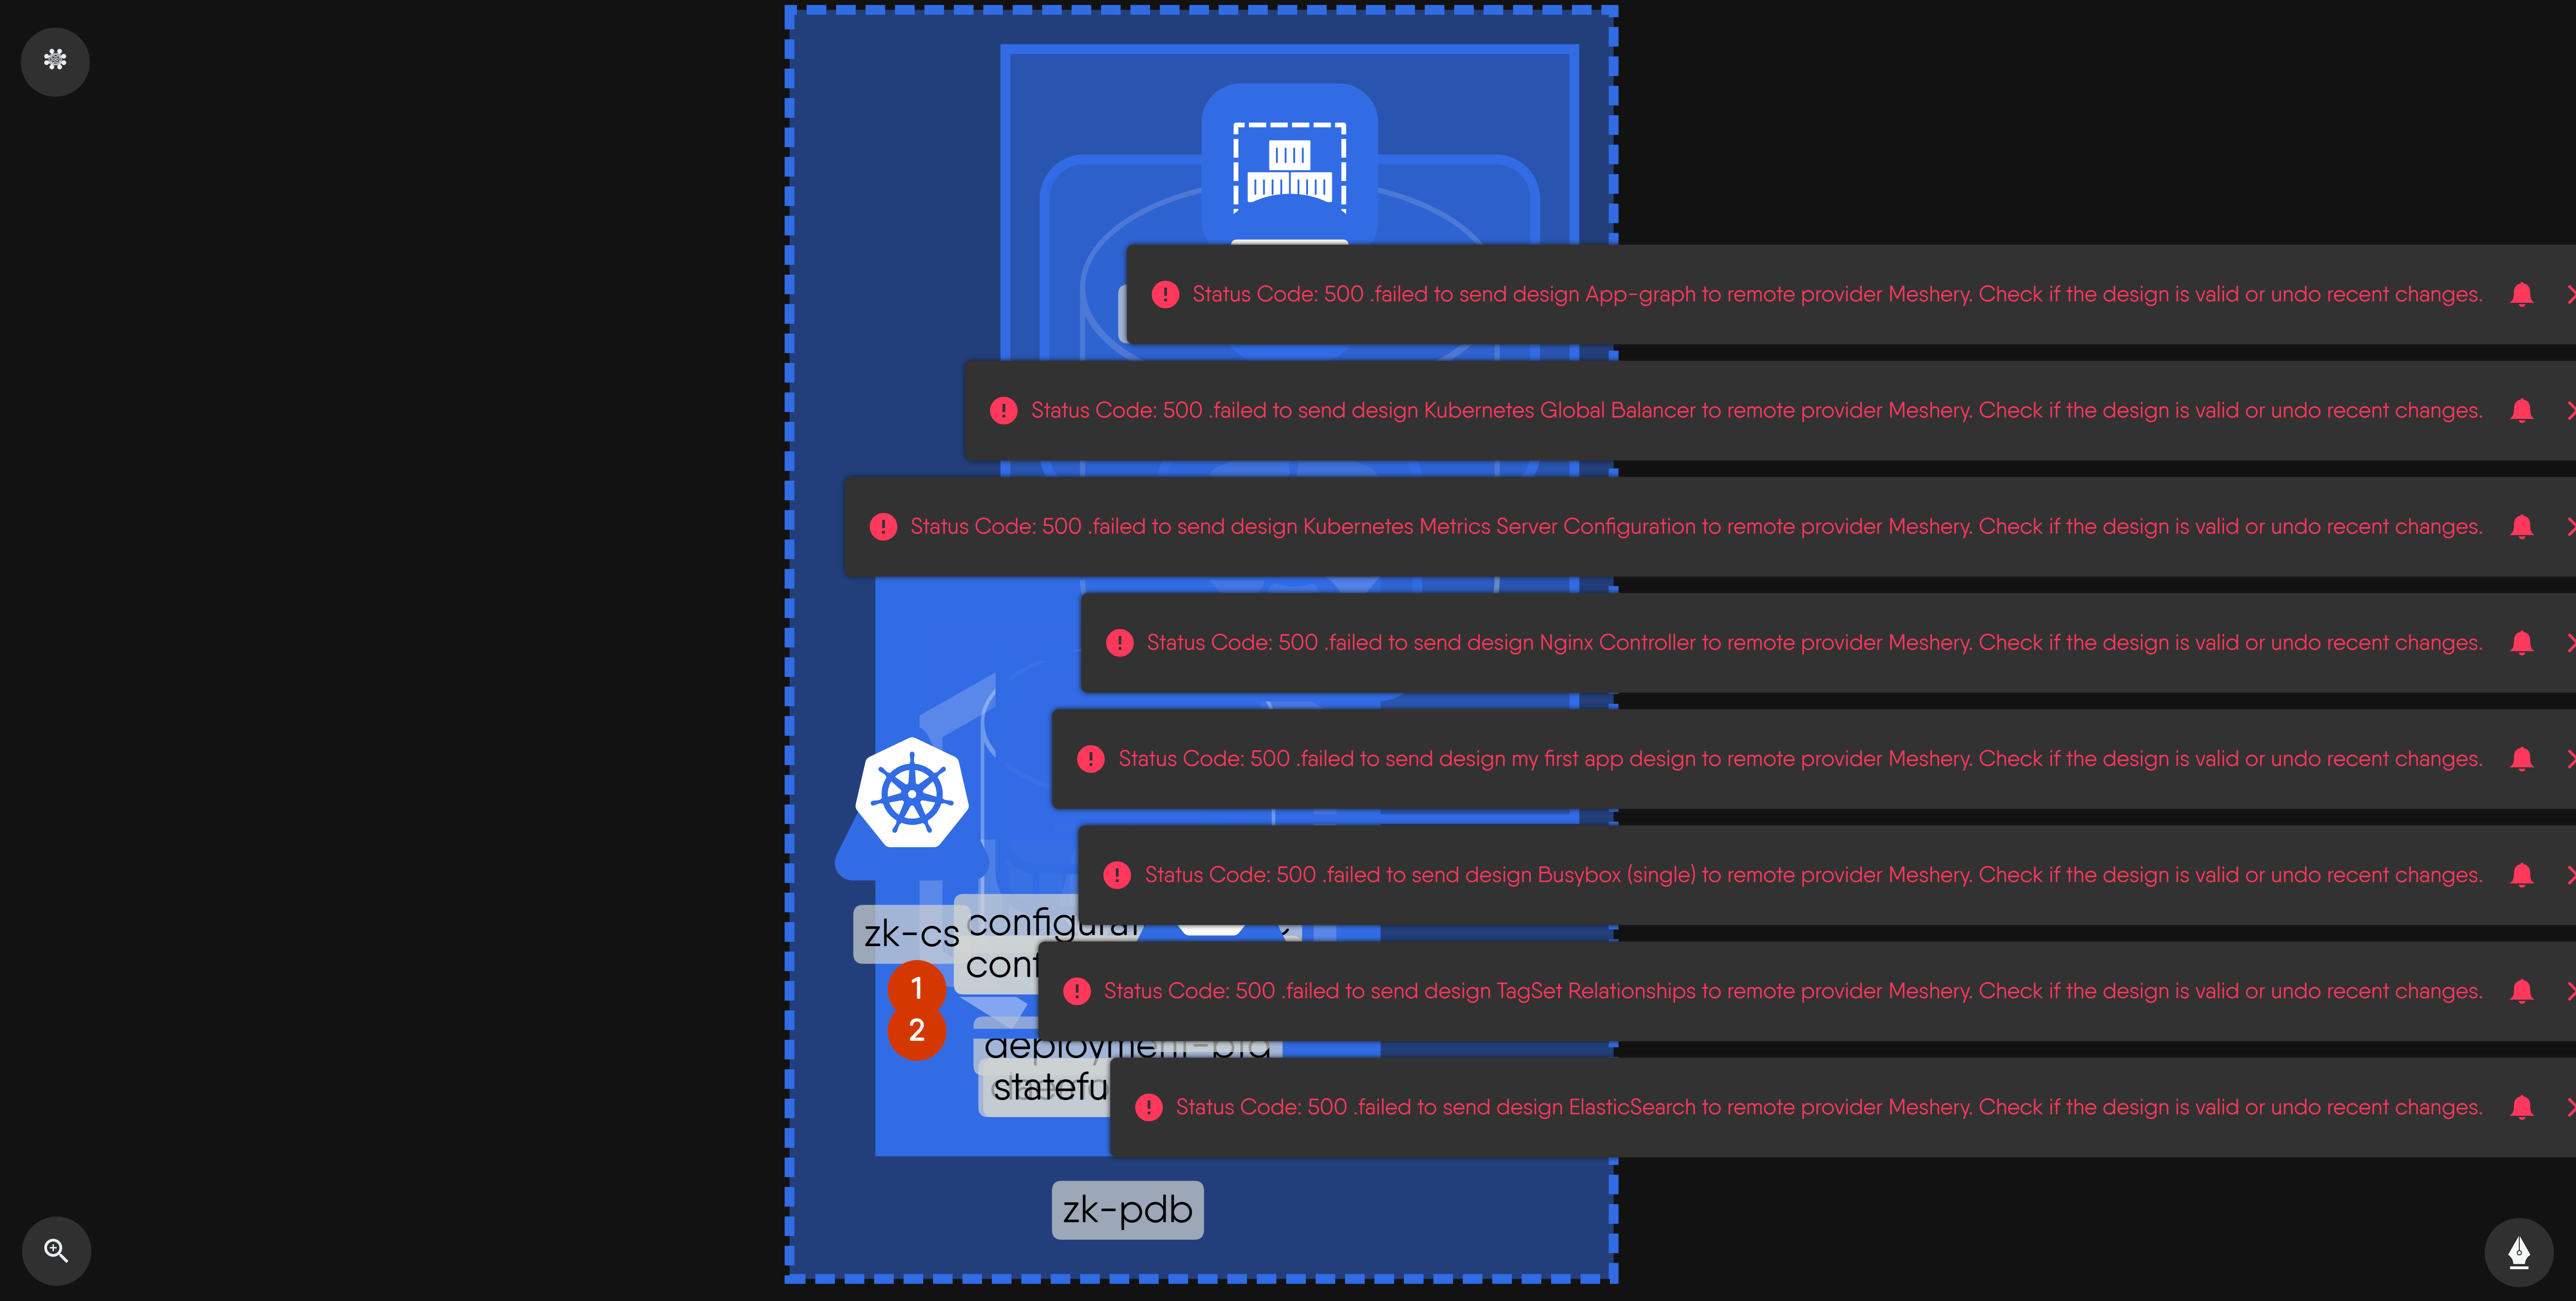 Status Code: 500 .failed to send design App-graph to remote provider Meshery. Check if the design is valid or undo recent changes.
Status Code: 500 .failed to send design Kubernetes Global Balancer to remote provider Meshery. Check if the design is valid or undo recent changes.
Status Code: 500 .failed to send design Kubernetes Metrics Server Configuration to remote provider Meshery. Check if the design is valid or undo recent changes.
Status Code: 500 .failed to send design Nginx Controller to remote provider Meshery. Check if the design is valid or undo recent changes.
Status Code: 500 .failed to send design my first app design to remote provider Meshery. Check if the design is valid or undo recent changes.
Status Code: 500 .failed to send design Busybox (single) to remote provider Meshery. Check if the design is valid or undo recent changes.
zk-cs
1
2
Status Code: 500 .failed to send design TagSet Relationships to remote provider Meshery. Check if the design is valid or undo recent changes.
Status Code: 500 .failed to send design ElasticSearch to remote provider Meshery. Check if the design is valid or undo recent changes.
zk-pdb